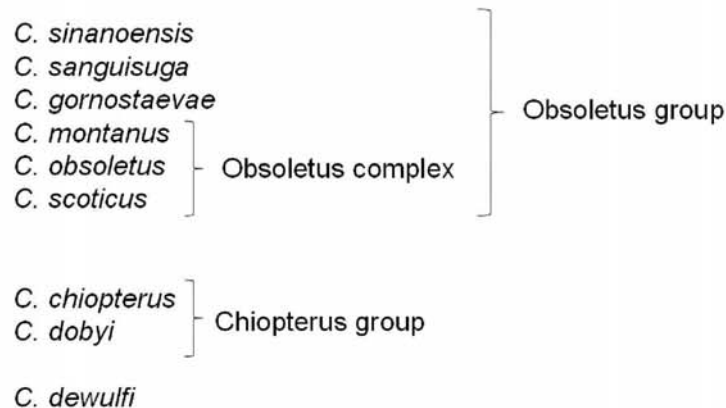 C. sinanoensis
C. sanguisuga
C. gornostaevae
C. montanus
C. obsoletus
C. scoticus
Obsoletus complex
Obsoletus group
C. chiopterus
C. dobyi
Chiopterus group
C. dewulfi